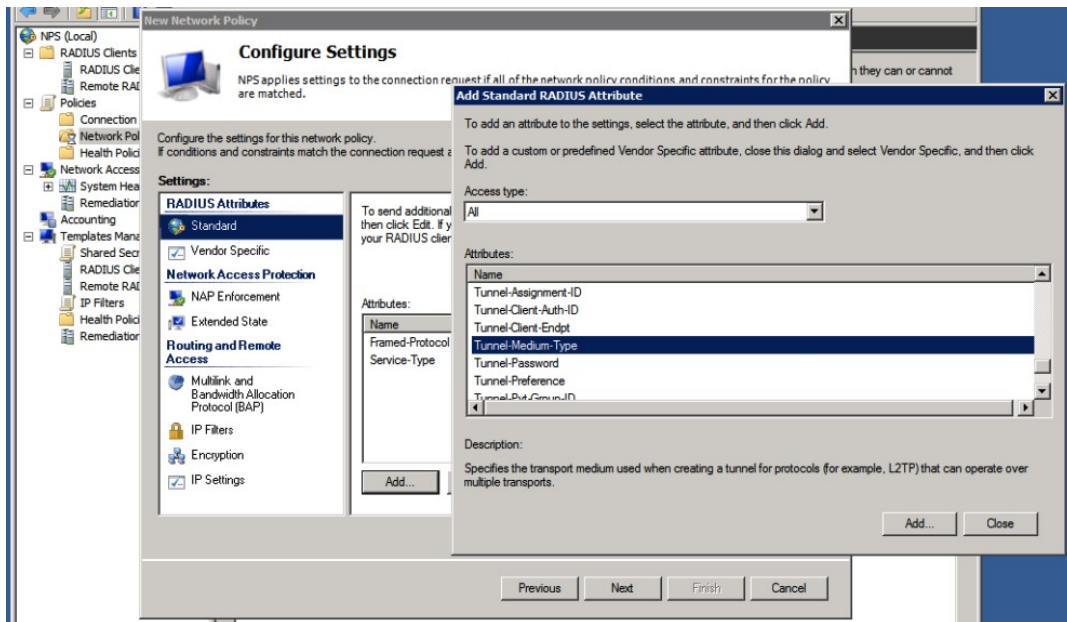 New Network Policy
NPS (Local)
RADIUS Clients
RADIUS Clie
Remote RAI
Policies
Connection
Network Pol
Health Polici
Network Access
System Hea
Remediation
Accounting
Templates Mana
Shared Secr
RADIUS Clie
Remote RAI
IP Filters
Health Polici
Remediation
Configure Settings
NPS applies settings to the connection request if all of the network policy conditions and constraints for the policy
are matched.
n they can or cannot
Configure the settings for this network policy.
If conditions and constraints match the connection request a
Settings:
RADIUS Attributes
Standard
Vendor Specific
Network Access Protection
NAP Enforcement
Extended State
Routing and Remote
Access
Multilink and
Bandwidth Allocation
Protocol (BAP)
IP Filters
Encryption
IP Settings
To send additional
then click Edit. If y
your RADIUS clien
Attributes:
Name
Framed-Protocol
Service-Type
Add...
Previous
Next
Finish
Cancel
Add Standard RADIUS Attribute
To add an attribute to the settings, select the attribute, and then click Add.
To add a custom or predefined Vendor Specific attribute, close this dialog and select Vendor Specific, and then click
Add.
Access type:
All
Attributes:
Name
Tunnel-Assignment-ID
Tunnel-Client-Auth-ID
Tunnel-Client-Endpt
Tunnel-Medium-Type
Tunnel-Password
Tunnel-Preference
Tunnel-Pvt-Group-ID
Description:
Specifies the transport medium used when creating a tunnel for protocols (for example, L2TP) that can operate over
multiple transports.
Add...
Close